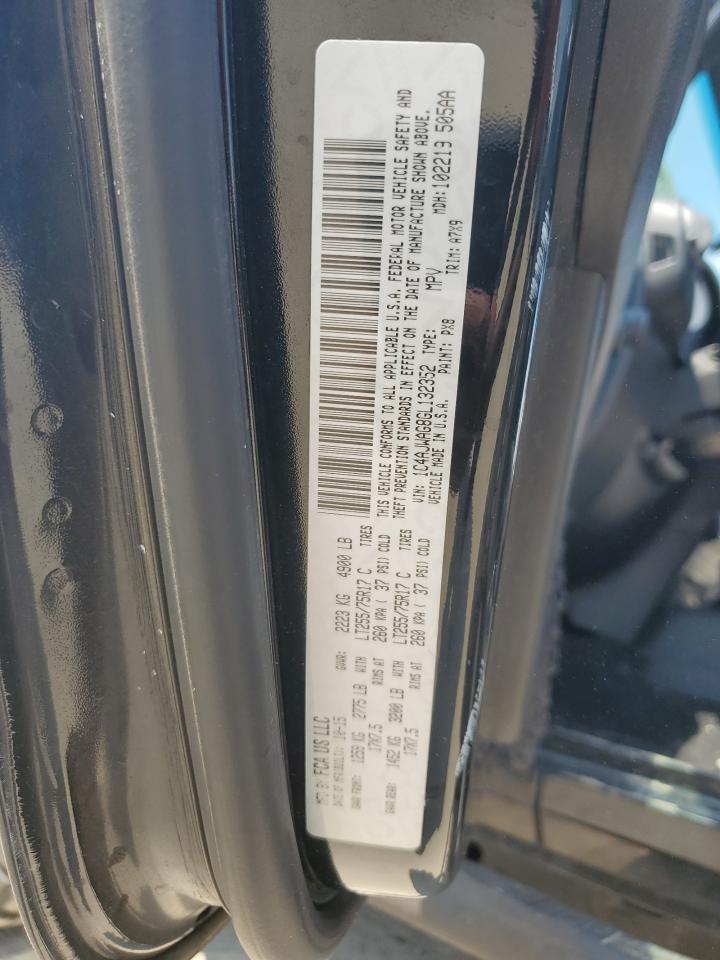 MFD BY FCA US LLC
DATE OF MFR(BUILT): 10-15 GVWR: 2223 KG 4900 LB
GAWR FRONT: 1259 KG 2775 LB WITH LT255/75R17 C TIRES
17X7.5 RIMS AT 260 KPA ( 37 PSI) COLD
GAWR REAR: 1452 KG 3200 LB WITH LT255/75R17 C TIRES
17X7.5 RIMS AT 260 KPA ( 37 PSI) COLD
THIS VEHICLE CONFORMS TO ALL APPLICABLE U.S.A. FEDERAL MOTOR VEHICLE SAFETY AND
THEFT PREVENTION STANDARDS IN EFFECT ON THE DATE OF MANUFACTURE SHOWN ABOVE.
VIN: 1C4AJWAG8GL132352 TYPE: MPV MDH:102213 505AA
VEHICLE MADE IN U.S.A. PAINT: PX8 TRIM: A7X9